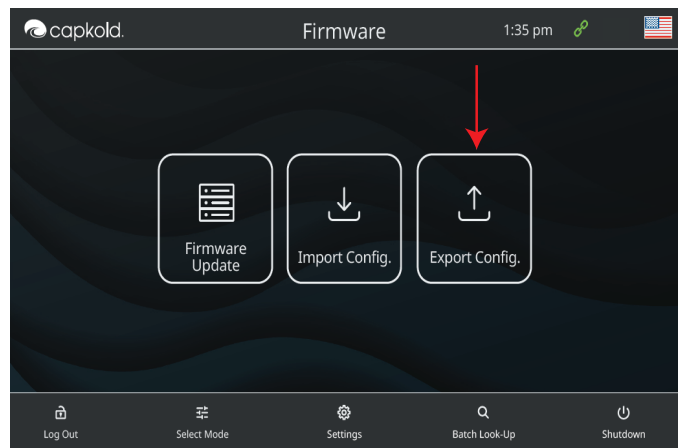 capkold.
Firmware
1:35 pm
Firmware
Update
Import Config.
Export Config.
Log Out
Select Mode
Settings
Batch Look-Up
Shutdown